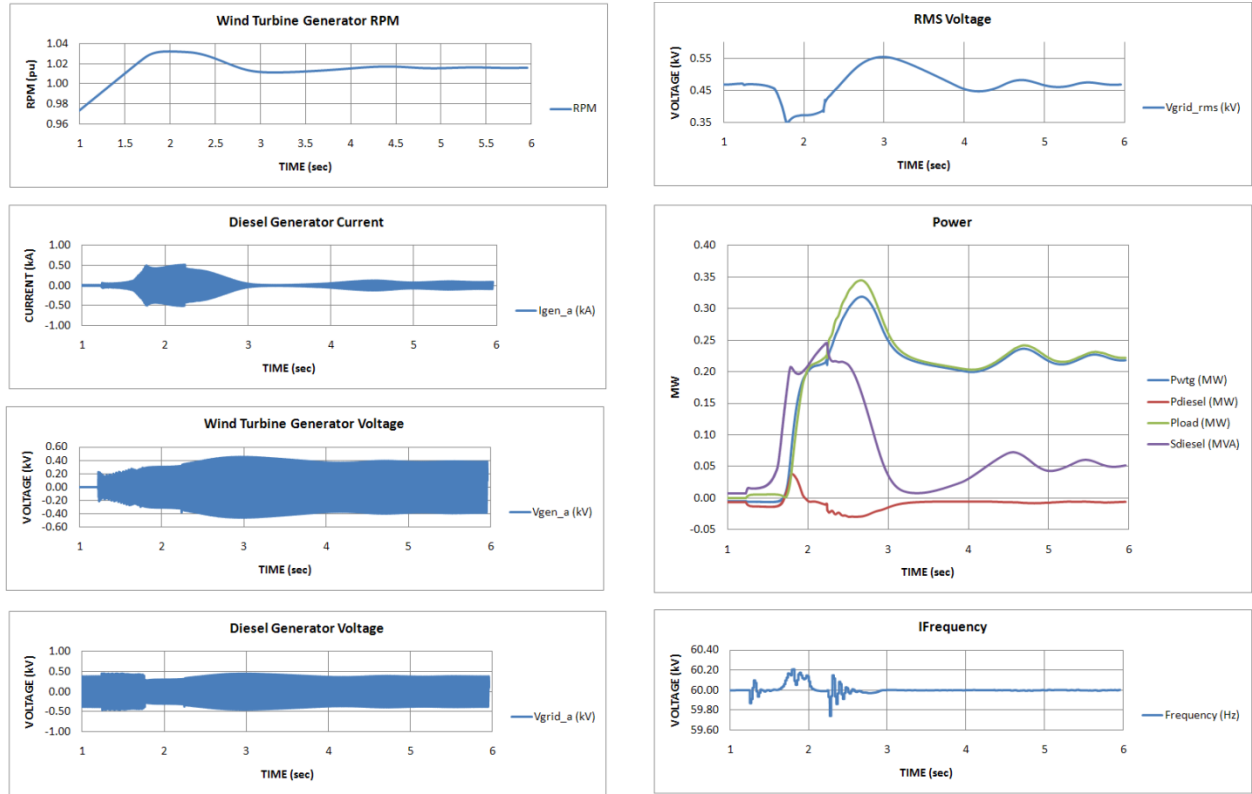 Wind Turbine Generator RPM
RPM (pu)
1.04
1.02
1.00
0.98
0.96
1 1.5 2 2.5 3 3.5 4 4.5 5 5.5 6
TIME (sec)
RPM
Diesel Generator Current
CURRENT (kA)
1.00
0.50
0.00
-0.50
-1.00
1 2 3 4 5 6
TIME (sec)
Igen_a (kA)
Wind Turbine Generator Voltage
VOLTAGE (kV)
0.60
0.40
0.20
0.00
-0.20
-0.40
-0.60
1 2 3 4 5 6
TIME (sec)
Vgen_a (kV)
Diesel Generator Voltage
VOLTAGE (kV)
1.00
0.50
0.00
-0.50
-1.00
1 2 3 4 5 6
TIME (sec)
Vgrid_a (kV)
RMS Voltage
VOLTAGE (kV)
0.55
0.45
0.35
1 2 3 4 5 6
TIME (sec)
Vgrid_rms (kV)
Power
MW
0.40
0.35
0.30
0.25
0.20
0.15
0.10
0.05
0.00
-0.05
1 2 3 4 5 6
TIME (sec)
Pwtg (MW)
Pdiesel (MW)
Pload (MW)
Sdiesel (MVA)
IFrequency
VOLTAGE (kV)
60.40
60.20
60.00
59.80
59.60
1 2 3 4 5 6
TIME (sec)
Frequency (Hz)